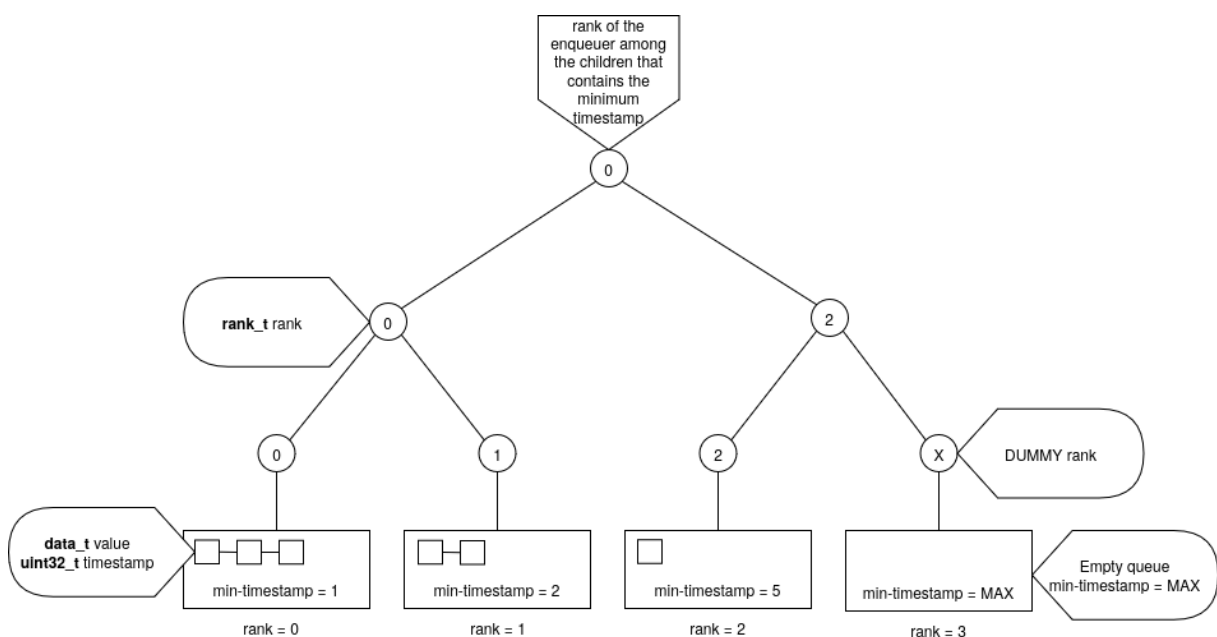 rank of the
enqueuer among
the children that
contains the
minimum
timestamp
0
rank_t rank
0
2
0
1
2
X
DUMMY rank
data_t value
uint32_t timestamp
min-timestamp = 1
min-timestamp = 2
min-timestamp = 5
min-timestamp = MAX
Empty queue
min-timestamp = MAX
rank = 0
rank = 1
rank = 2
rank = 3